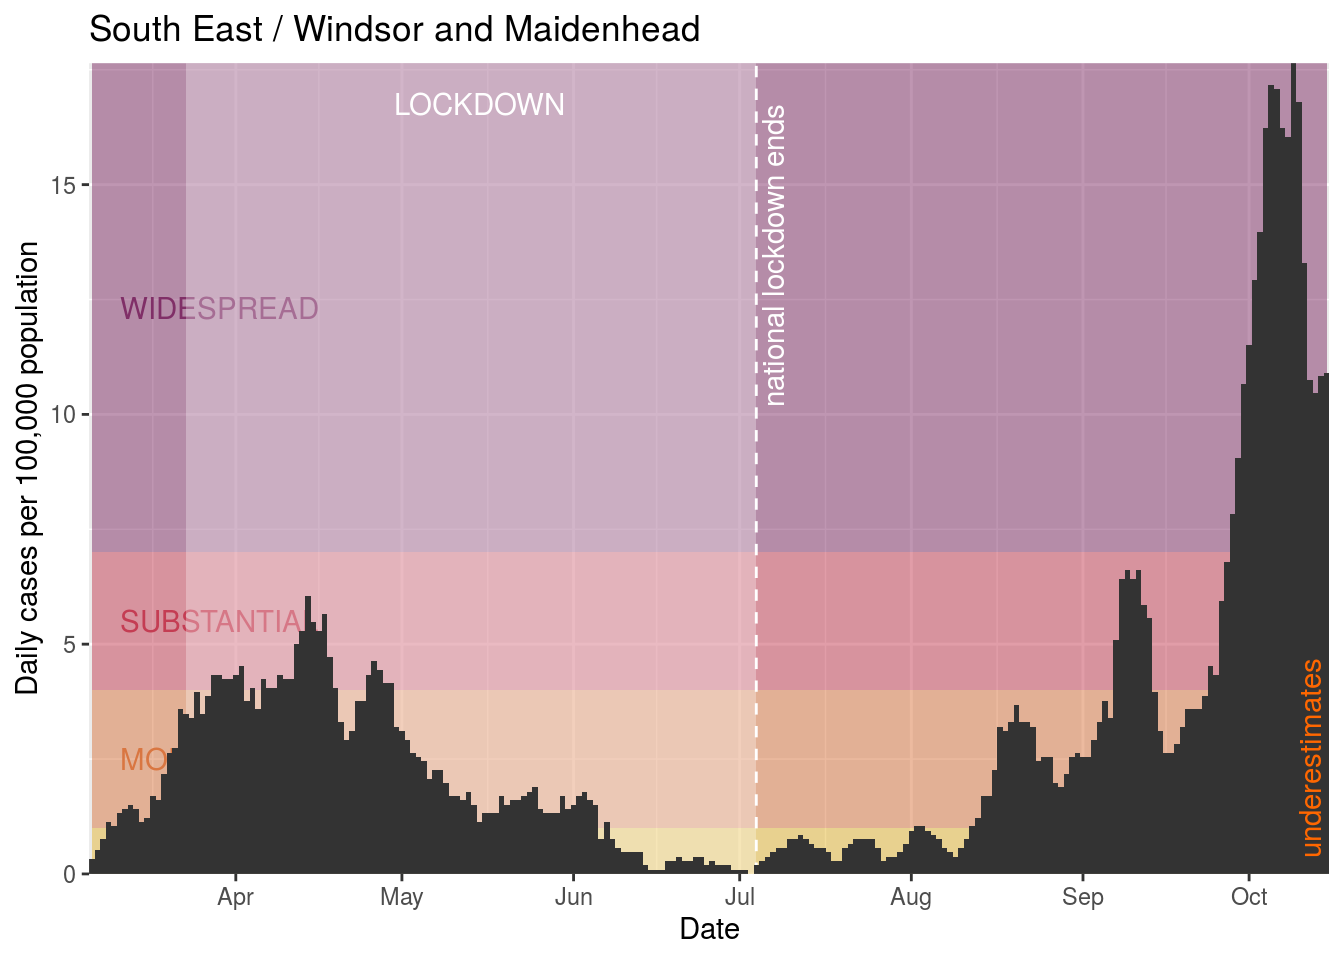 South East / Windsor and Maidenhead
LOCKDOWN
national lockdown ends
WIDESPREAD
SUBSTANTIA
MO
underestimates
Daily cases per 100,000 population
15
10
5
0
Apr May Jun Jul Aug Sep Oct
Date